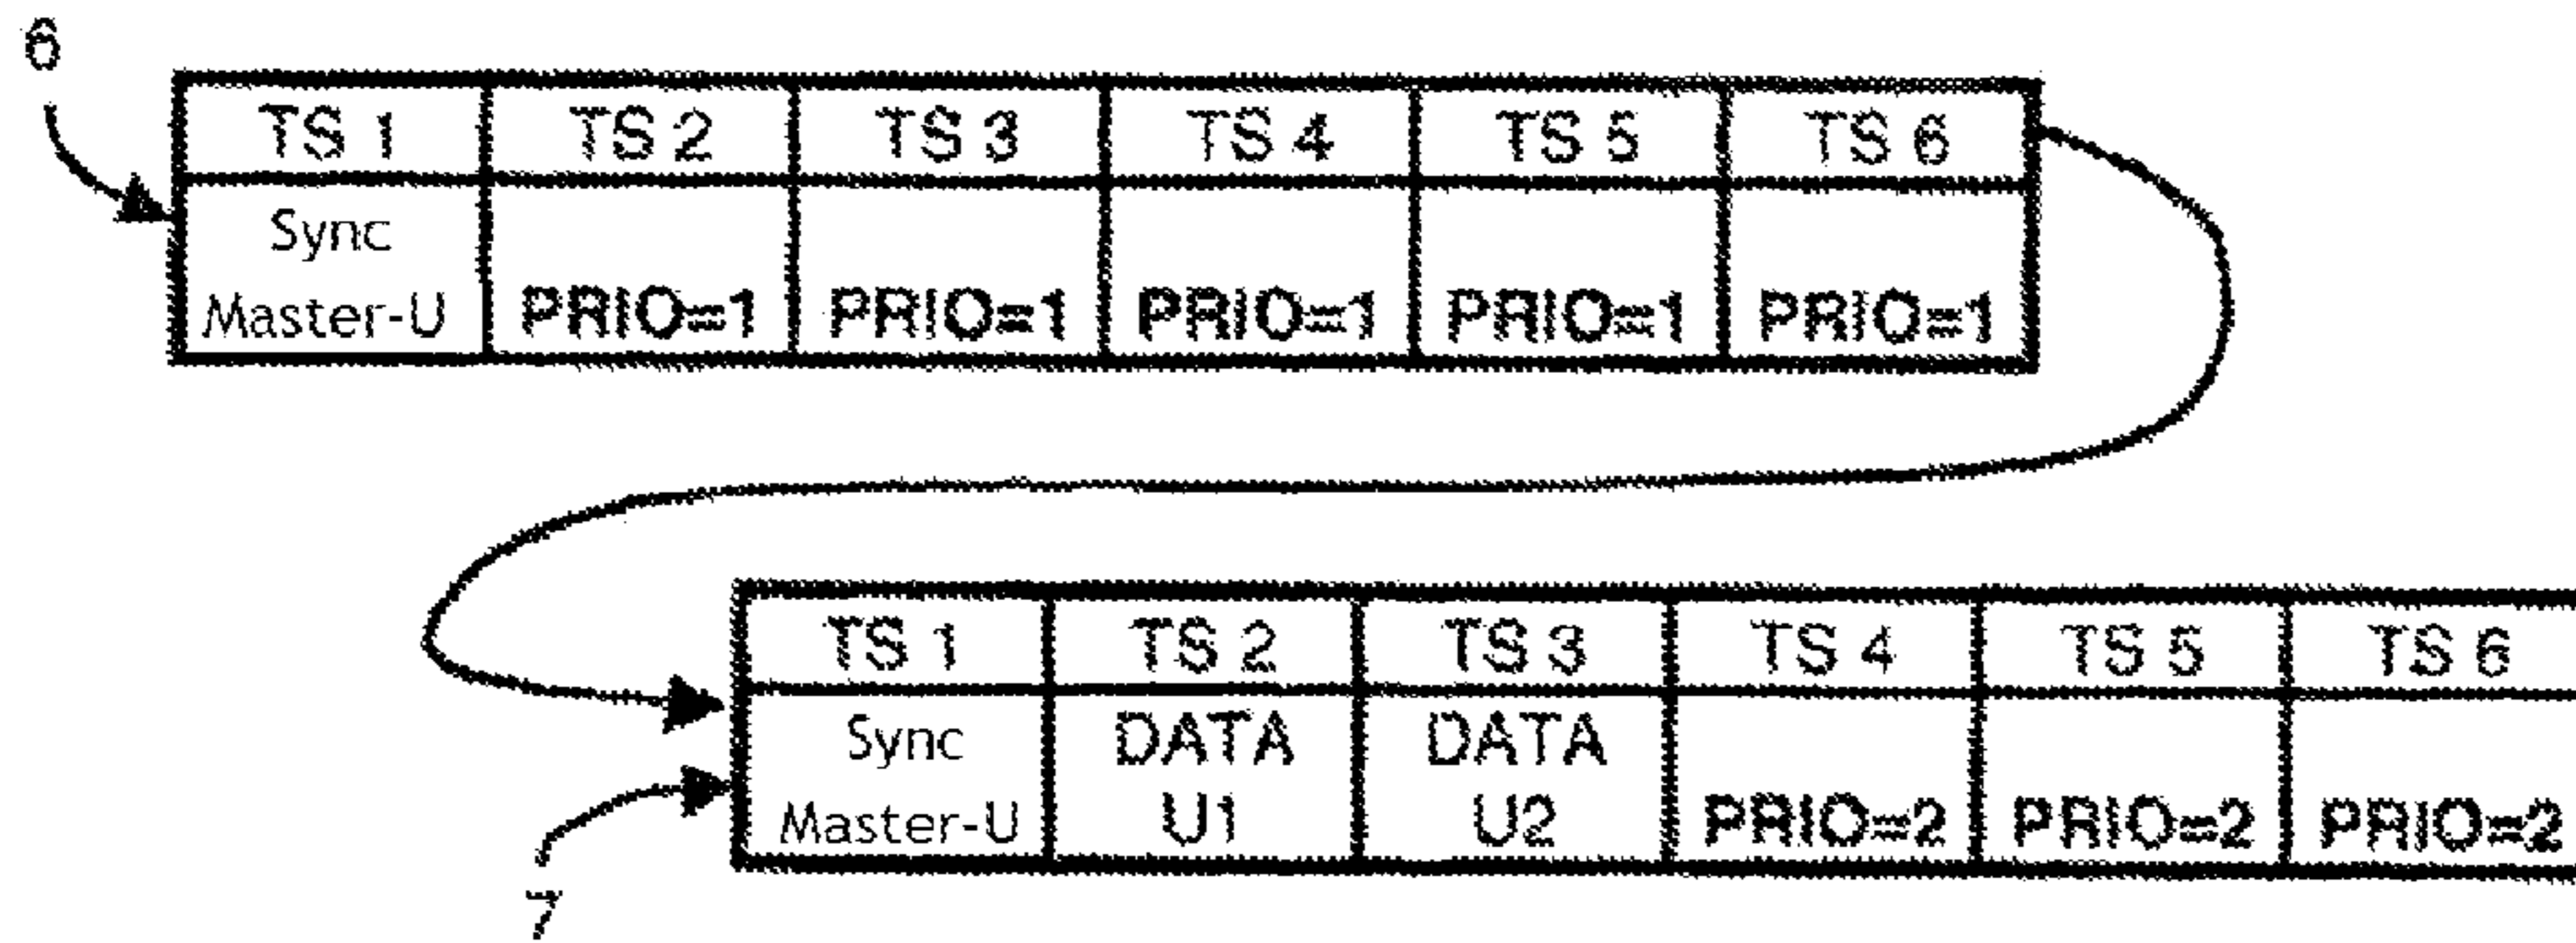 6
TS 1 TS 2 TS 3 TS 4 TS 5 TS 6
Sync
Master-U PRIO=1 PRIO=1 PRIO=1 PRIO=1 PRIO=1
TS 1 TS 2 TS 3 TS 4 TS 5 TS 6
Sync DATA DATA
Master-U U1 U2 PRIO=2 PRIO=2 PRIO=2
7